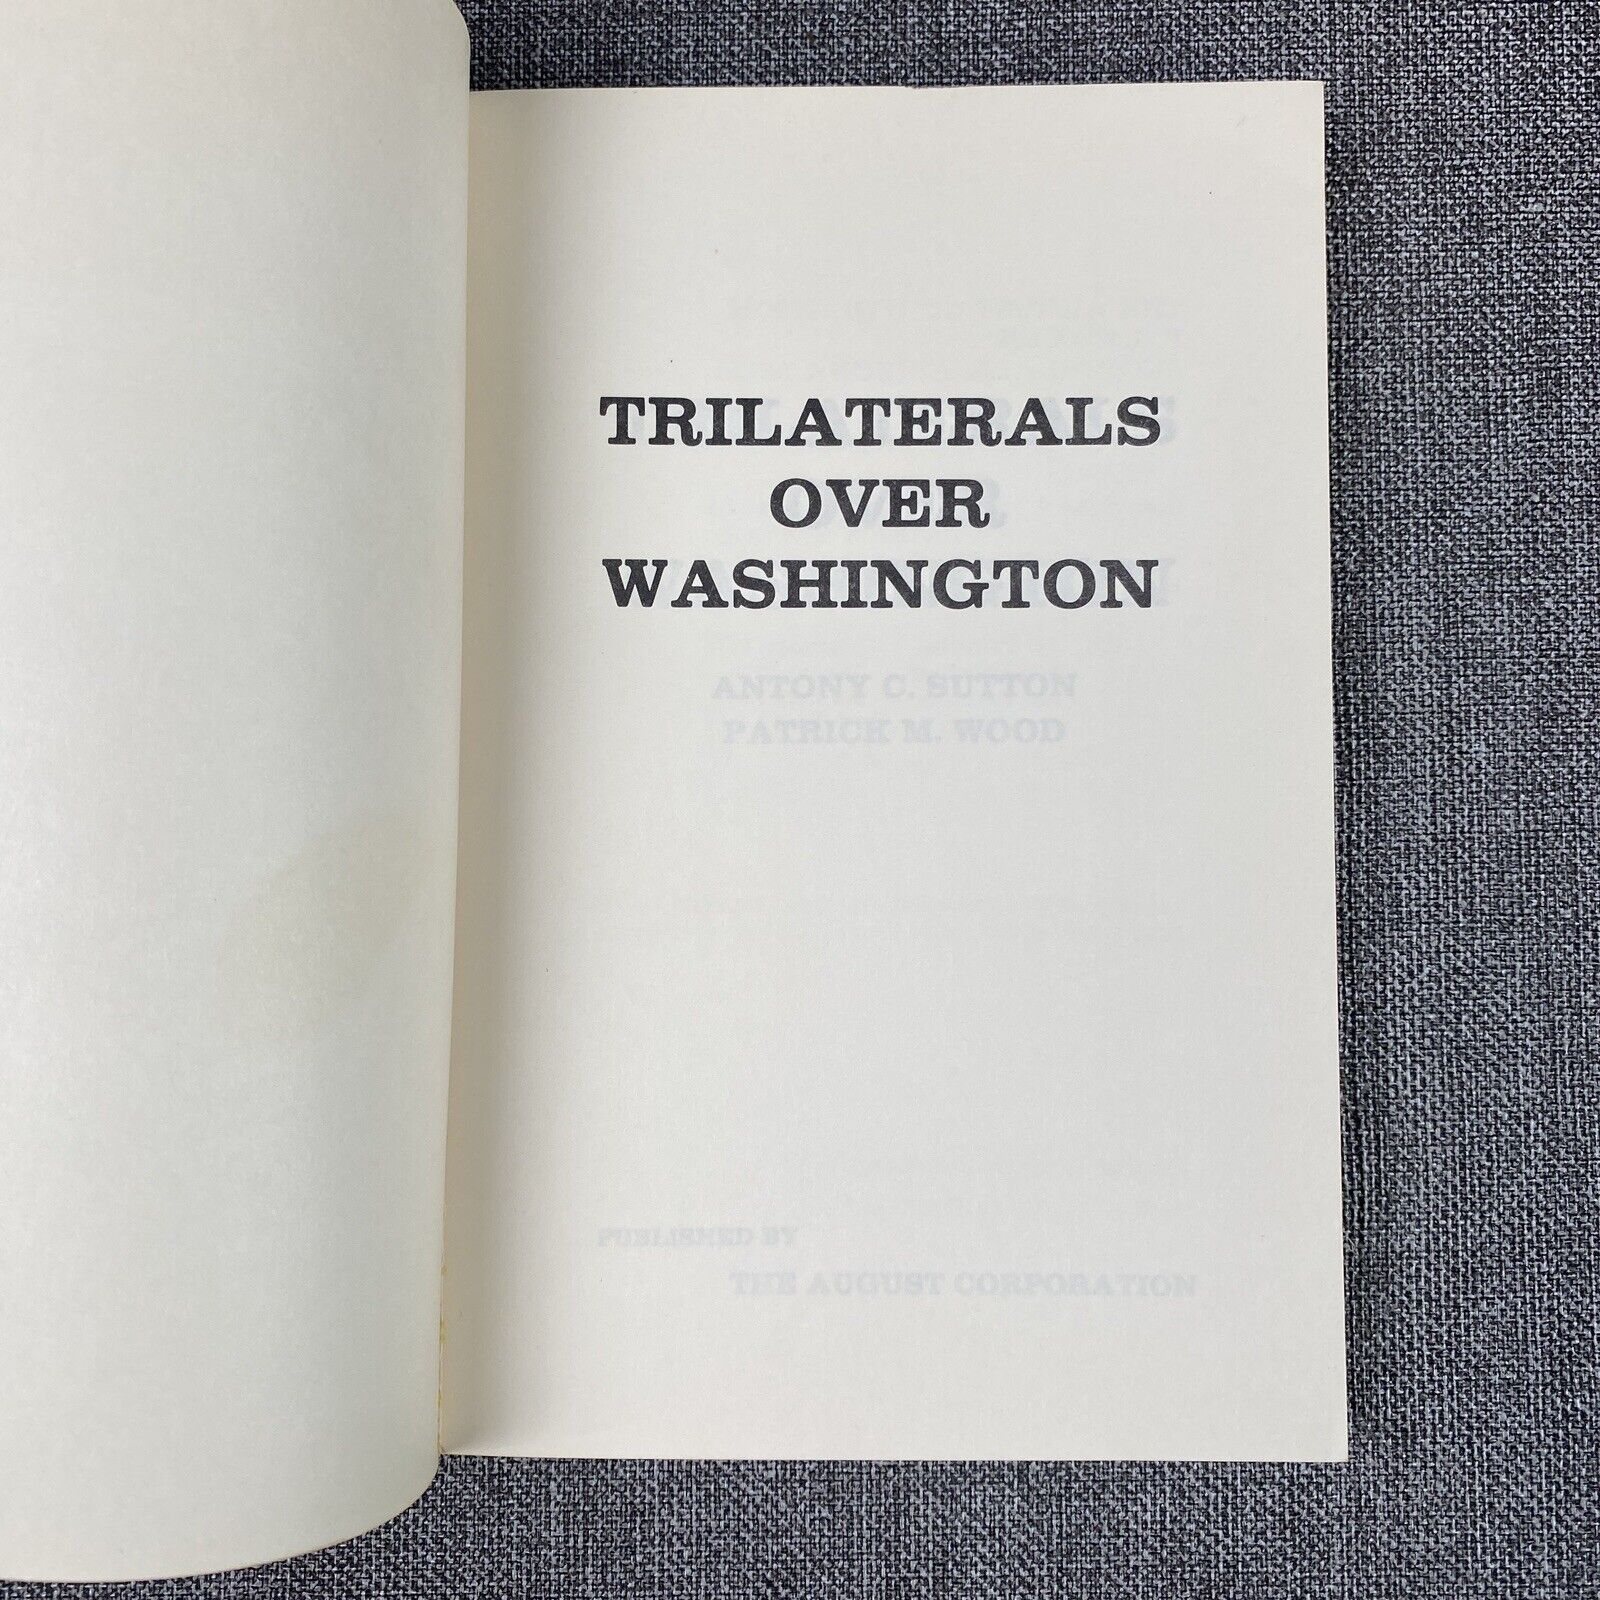 TRILATERALS
OVER
WASHINGTON
ANTONY C. SUTTON
PATRICK M. WOOD
PUBLISHED BY
THE AUGUST CORPORATION